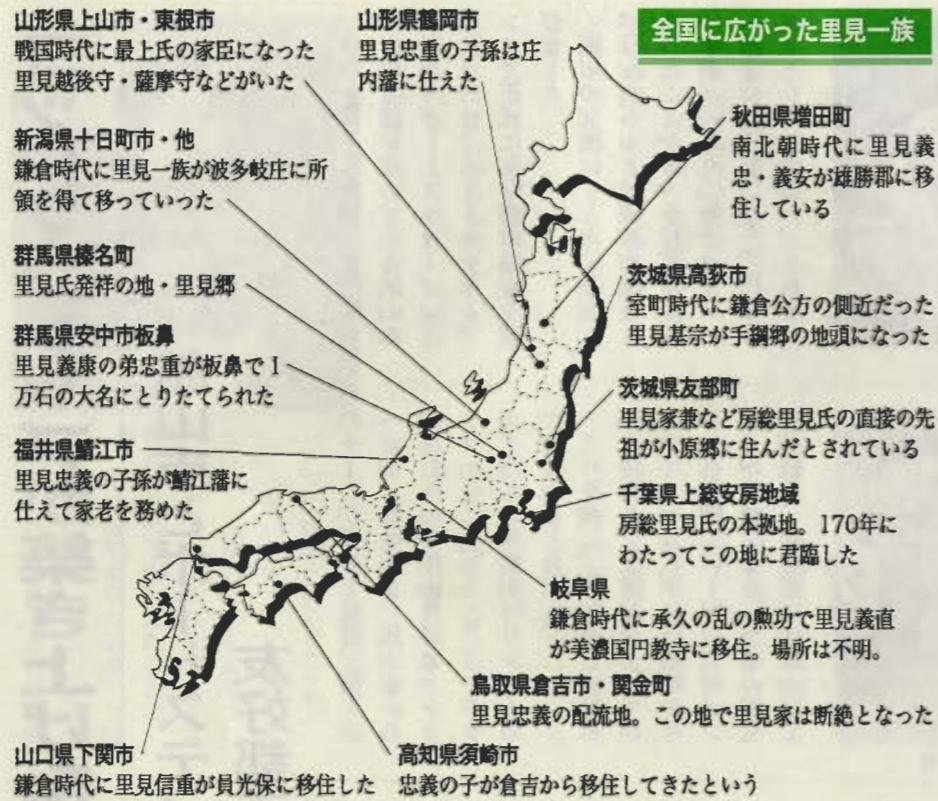 全国に広がった里見一族
山形県上山市・東根市
戦国時代に最上氏の家臣になった
里見越後守・薩摩守などがいた
山形県鶴岡市
里見忠重の子孫は庄
内藩に仕えた
秋田県増田町
南北朝時代に里見義
忠・義安が雄勝郡に移
住している
新潟県十日町市・他
鎌倉時代に里見一族が波多岐庄に所
領を得て移っていった
群馬県榛名町
里見氏発祥の地・里見郷
茨城県高萩市
室町時代に鎌倉公方の側近だった
里見基宗が手綱郷の地頭になった
群馬県安中市板鼻
里見義康の弟忠重が板鼻で1
万石の大名にとりたてられた
茨城県友部町
里見家兼など房総里見氏の直接の先
祖が小原郷に住んだとされている
福井県鯖江市
里見忠義の子孫が鯖江藩に
仕えて家老を務めた
千葉県上総安房地域
房総里見氏の本拠地。170年に
わたってこの地に君臨した
岐阜県
鎌倉時代に承久の乱の勲功で里見義直
が美濃国円教寺に移住。場所は不明。
鳥取県倉吉市・関金町
里見忠義の配流地。この地で里見家は断絶となった
山口県下関市
鎌倉時代に里見信重が員光保に移住した
高知県須崎市
忠義の子が倉吉から移住してきたという